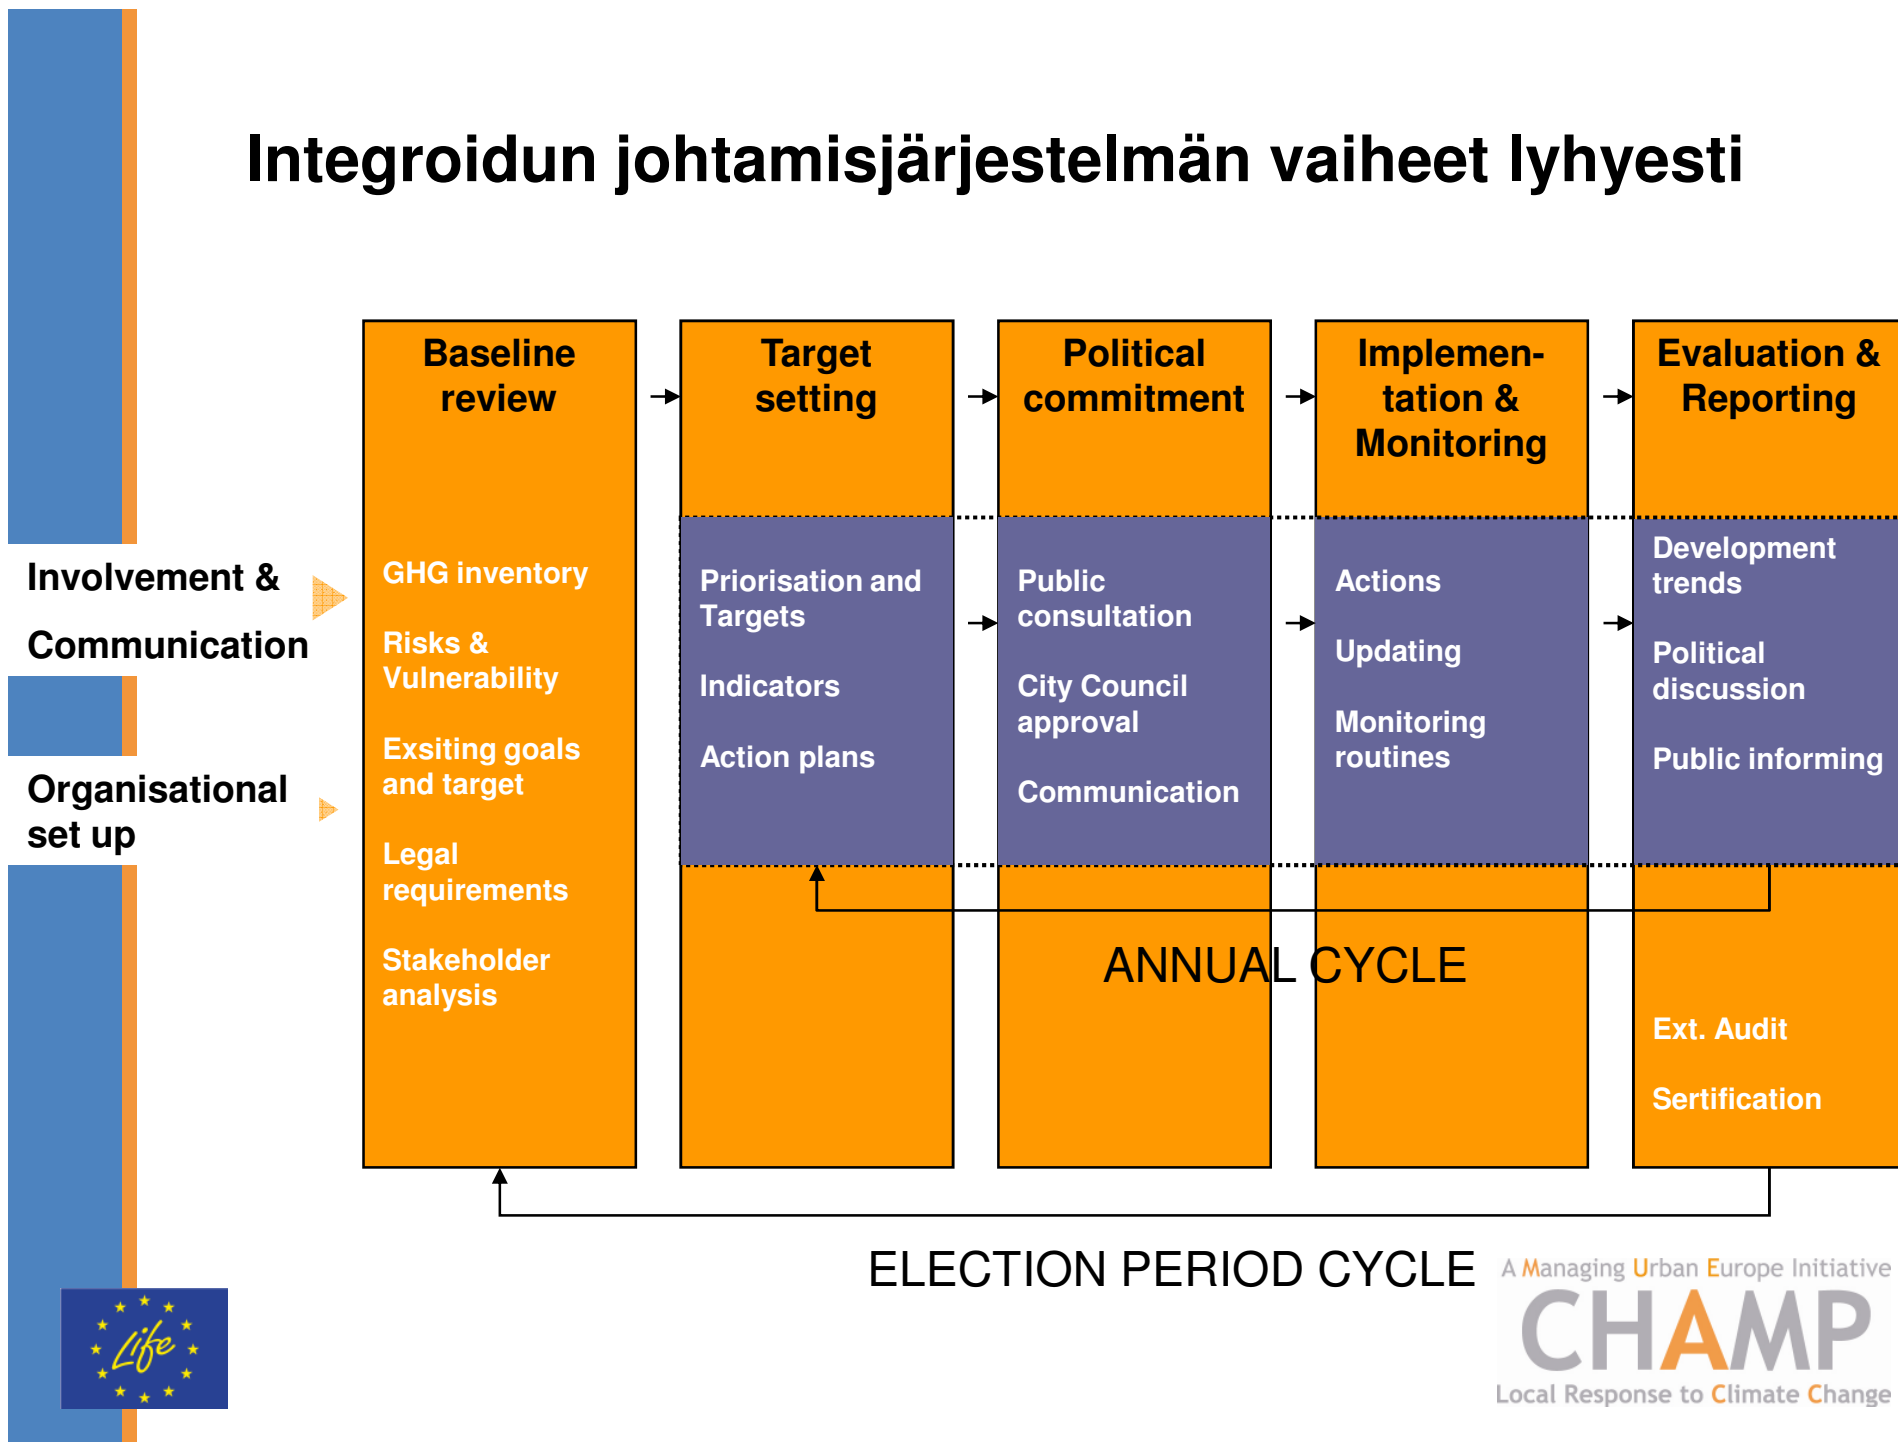 Integroidun johtamisjärjestelmän vaiheet lyhyesti
Involvement &
Communication
Organisational
set up
Baseline
review
GHG inventory
Risks &
Vulnerability
Exsiting goals
and target
Legal
requirements
Stakeholder
analysis
Target
setting
Priorisation and
Targets
Indicators
Action plans
Political
commitment
Public
consultation
City Council
approval
Communication
Implemen-
tation &
Monitoring
Actions
Updating
Monitoring
routines
Evaluation &
Reporting
Development
trends
Political
discussion
Public informing
Ext. Audit
Sertification
ANNUAL CYCLE
ELECTION PERIOD CYCLE
Life
A Managing Urban Europe Initiative
CHAMP
Local Response to Climate Change